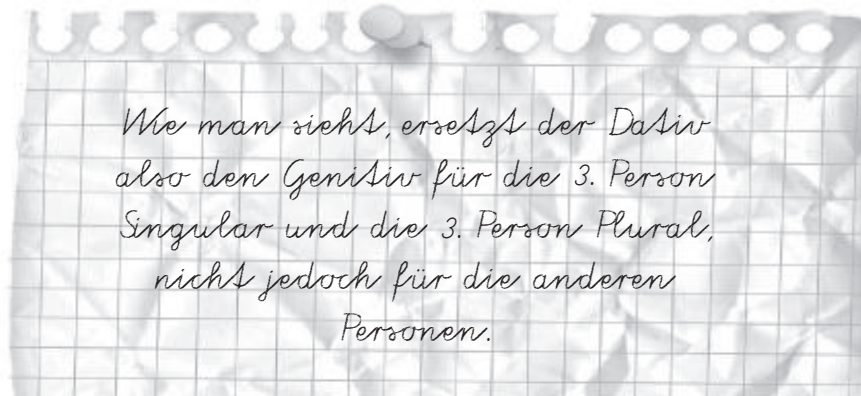 Wie man sieht, ersetzt der Dativ
also den Genitiv für die 3. Person
Singular und die 3. Person Plural,
nicht jedoch für die anderen
Personen.